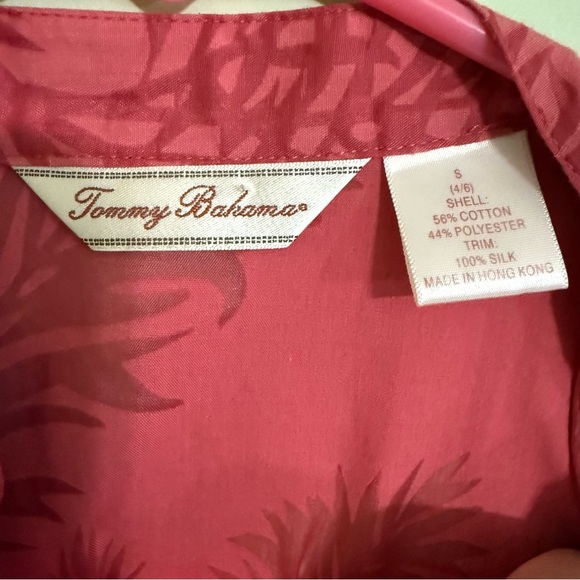 Tommy Bahama®
S
(4/6)
SHELL:
56% COTTON
44% POLYESTER
TRIM:
100% SILK
MADE IN HONG KONG